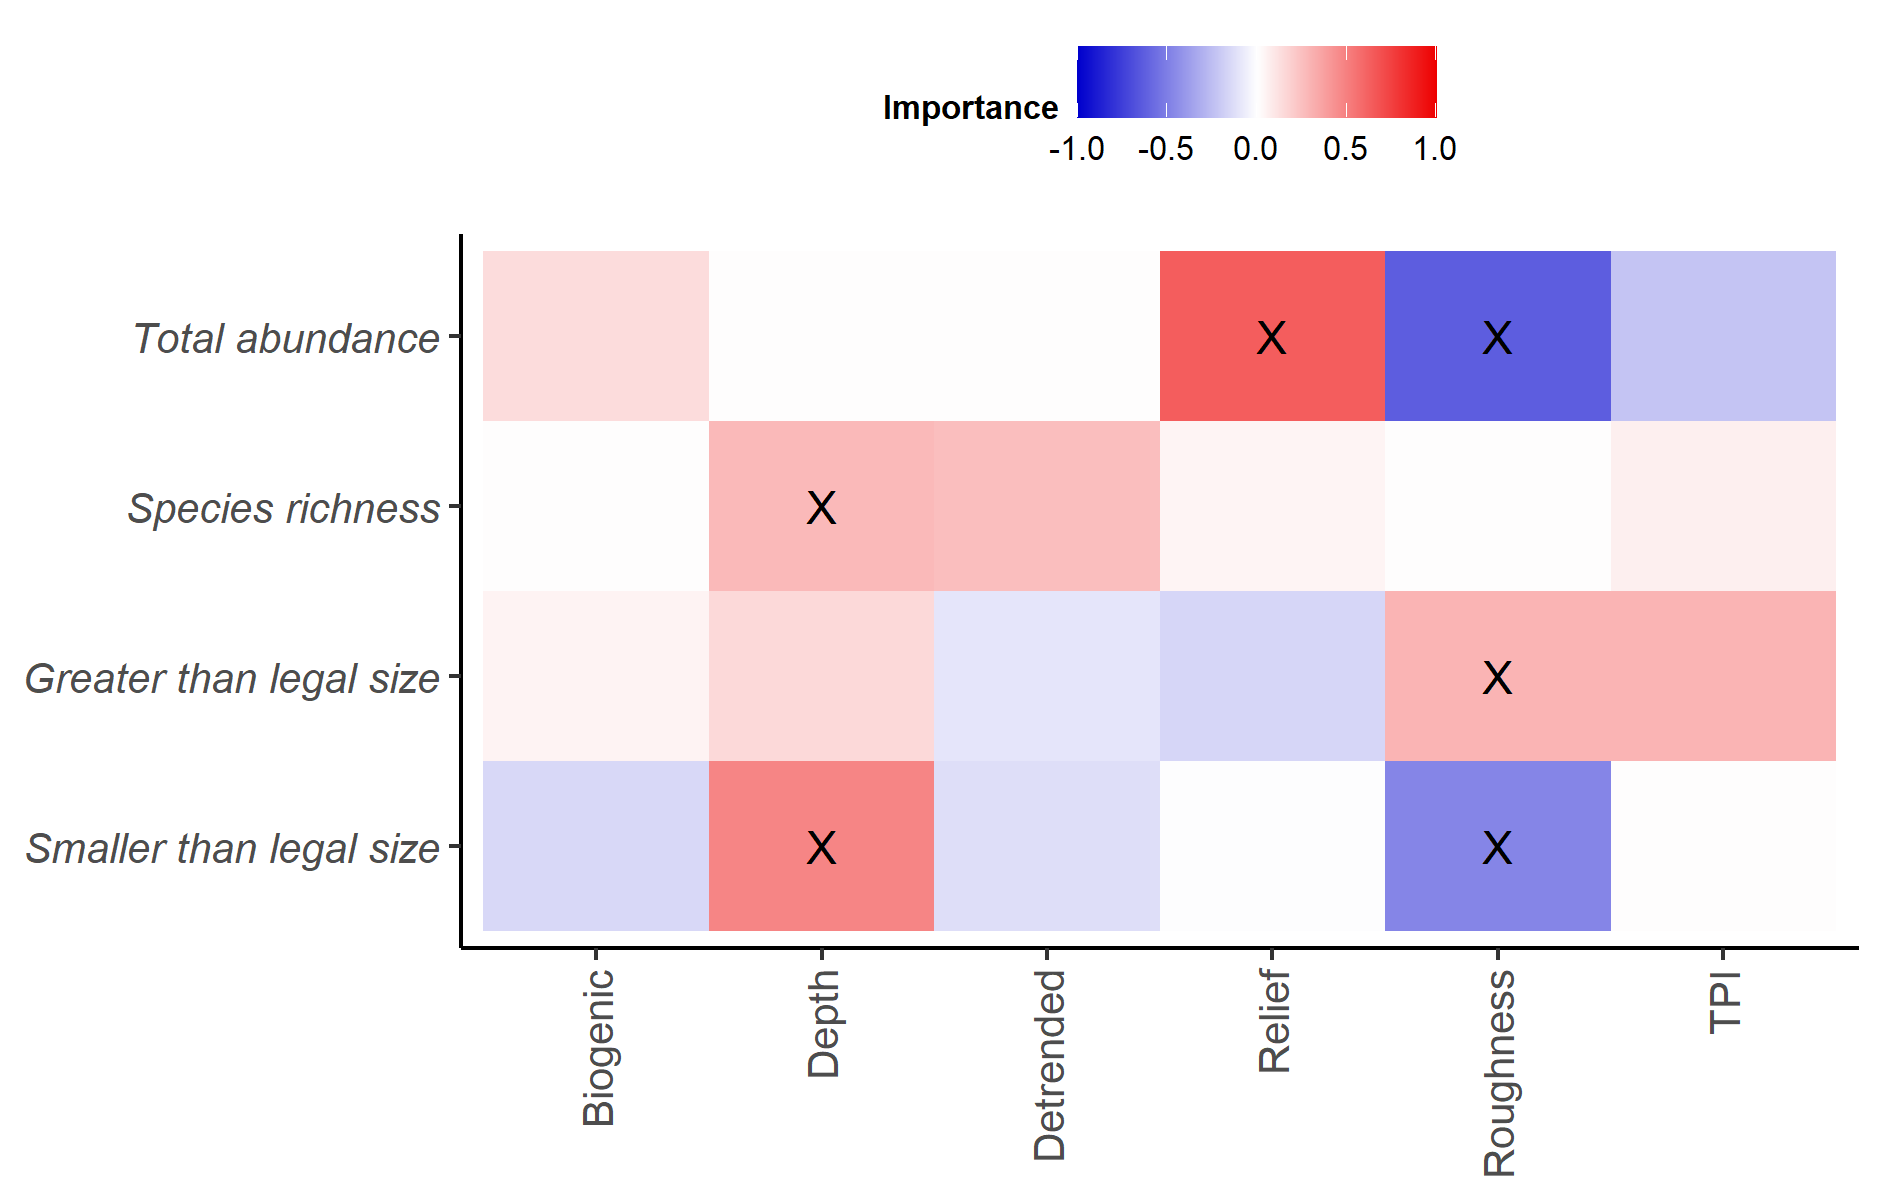 Importance
-1.0 -0.5 0.0 0.5 1.0
Total abundance X X
Species richness X
Greater than legal size X
Smaller than legal size X X
Biogenic Depth Detrended Relief Roughness TPI